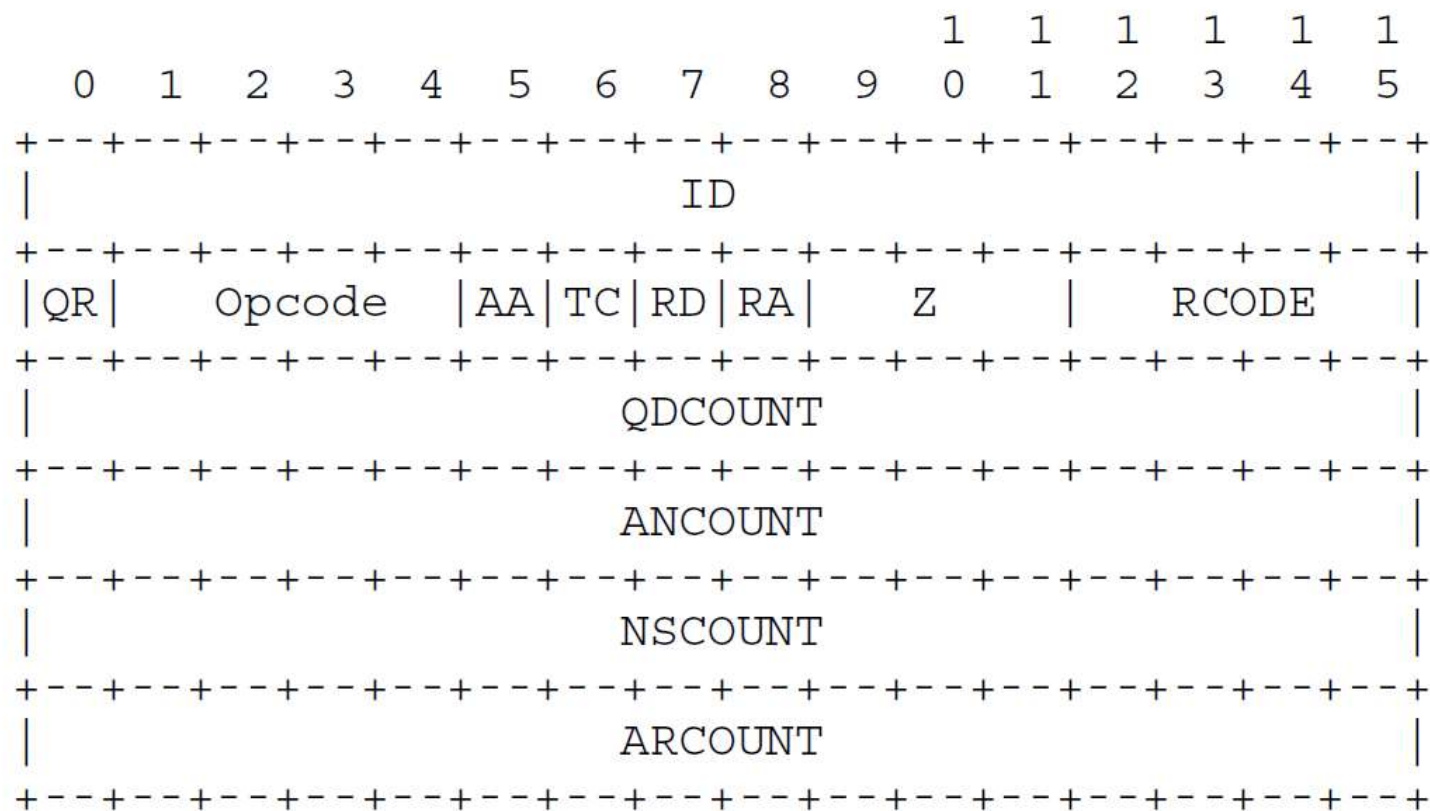 1  1  1  1  1  1
  0  1  2  3  4  5  6  7  8  9  0  1  2  3  4  5
+--+--+--+--+--+--+--+--+--+--+--+--+--+--+--+--+
|                      ID                       |
+--+--+--+--+--+--+--+--+--+--+--+--+--+--+--+--+
|QR|   Opcode  |AA|TC|RD|RA|   Z    |   RCODE   |
+--+--+--+--+--+--+--+--+--+--+--+--+--+--+--+--+
|                    QDCOUNT                    |
+--+--+--+--+--+--+--+--+--+--+--+--+--+--+--+--+
|                    ANCOUNT                    |
+--+--+--+--+--+--+--+--+--+--+--+--+--+--+--+--+
|                    NSCOUNT                    |
+--+--+--+--+--+--+--+--+--+--+--+--+--+--+--+--+
|                    ARCOUNT                    |
+--+--+--+--+--+--+--+--+--+--+--+--+--+--+--+--+